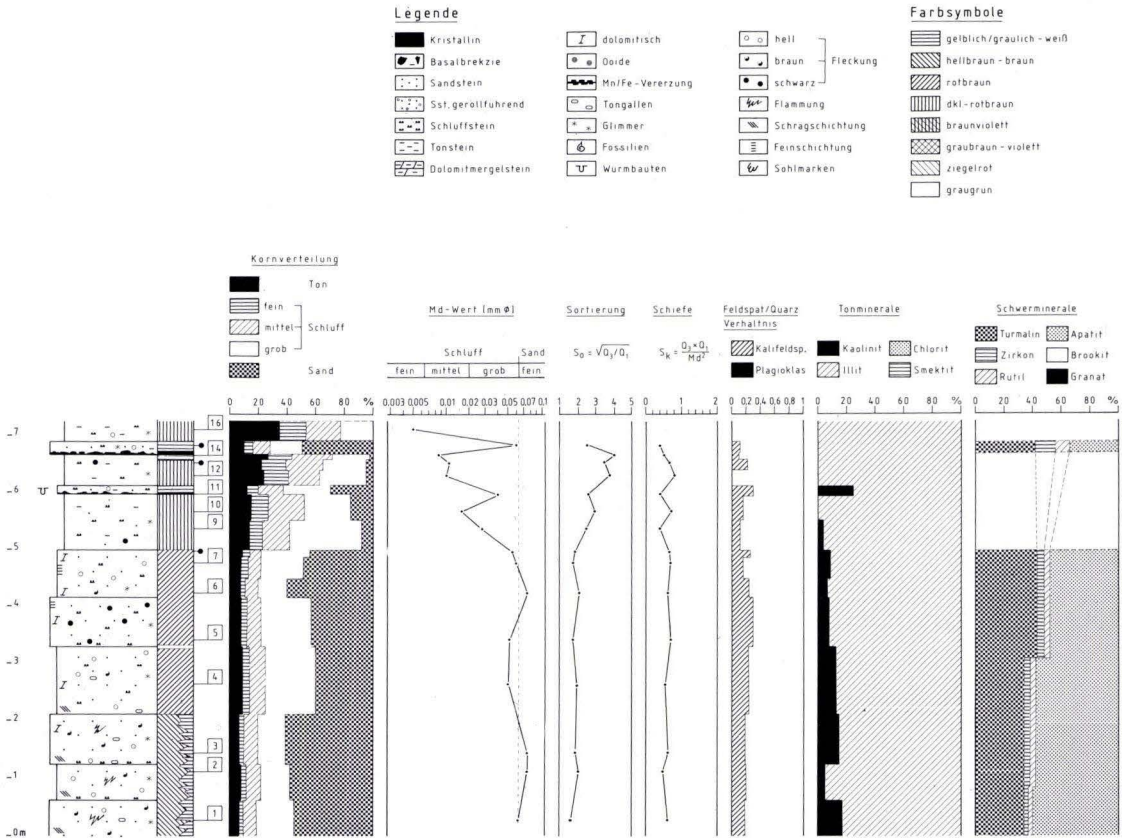 Légende
Kristallin
Basalbrekzie
Sandstein
Sst, geröllführend
Schluffstein
Tonstein
Dolomitmergelstein
dolomitisch
Ooide
Mn/Fe-Vererzung
Tongallen
Glimmer
Fossilien
Wurmbauten
hell
braun
schwarz
Fleckung
Flammung
Schragschichtung
Feinschichtung
Sohlmarken
Farbsymbole
gelblich/graulich-weiß
hellbraun-braun
rotbraun
dkl-rotbraun
braunviolett
graubraun-violett
ziegelrot
graugrun
Kornverteilung
Ton
fein
mittel
grob
Schluff
Sand
Md-Wert [mm Φ]
Schluff Sand
fein mittel grob fein
Sortierung
So = √Q3/Q1
Schiefe
Sk = Q3 × Q1 / Md²
Feldspat/Quarz
Verhältnis
Kalifeldsp.
Plagioklas
Tonminerale
Kaolinit Chlorit
Illit Smektit
Schwerminerale
Turmalin Apatit
Zirkon Brookit
Rutil Granat
0 20 40 60 80 %
0.003 0.005 0.01 0.02 0.03 0.05 0.07 0.1
1 2 3 4 5
0 1 2
0 0.2 0.4 0.6 0.8 1
0 20 40 60 80 100 %
0 20 40 60 80 100 %
7
6
5
4
3
2
1
0m
16
14
12
11
10
9
7
6
5
4
3
2
1